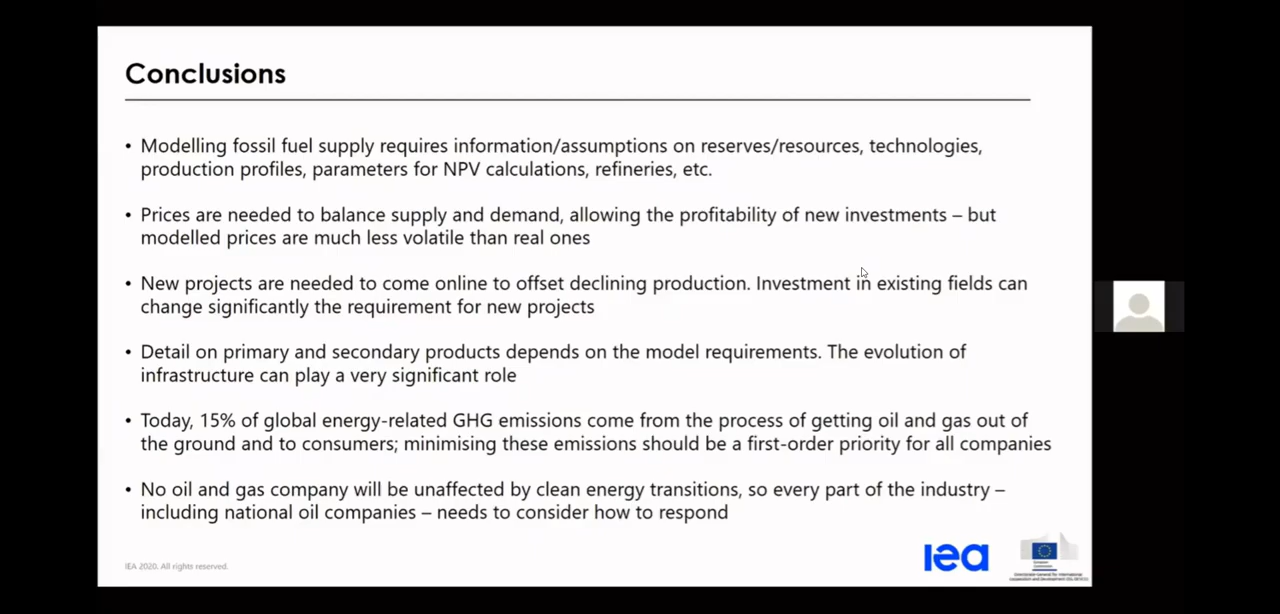 Conclusions
• Modelling fossil fuel supply requires information/assumptions on reserves/resources, technologies,
production profiles, parameters for NPV calculations, refineries, etc.
• Prices are needed to balance supply and demand, allowing the profitability of new investments – but
modelled prices are much less volatile than real ones
• New projects are needed to come online to offset declining production. Investment in existing fields can
change significantly the requirement for new projects
• Detail on primary and secondary products depends on the model requirements. The evolution of
infrastructure can play a very significant role
• Today, 15% of global energy-related GHG emissions come from the process of getting oil and gas out of
the ground and to consumers; minimising these emissions should be a first-order priority for all companies
• No oil and gas company will be unaffected by clean energy transitions, so every part of the industry –
including national oil companies – needs to consider how to respond
IEA 2020. All rights reserved.
iea